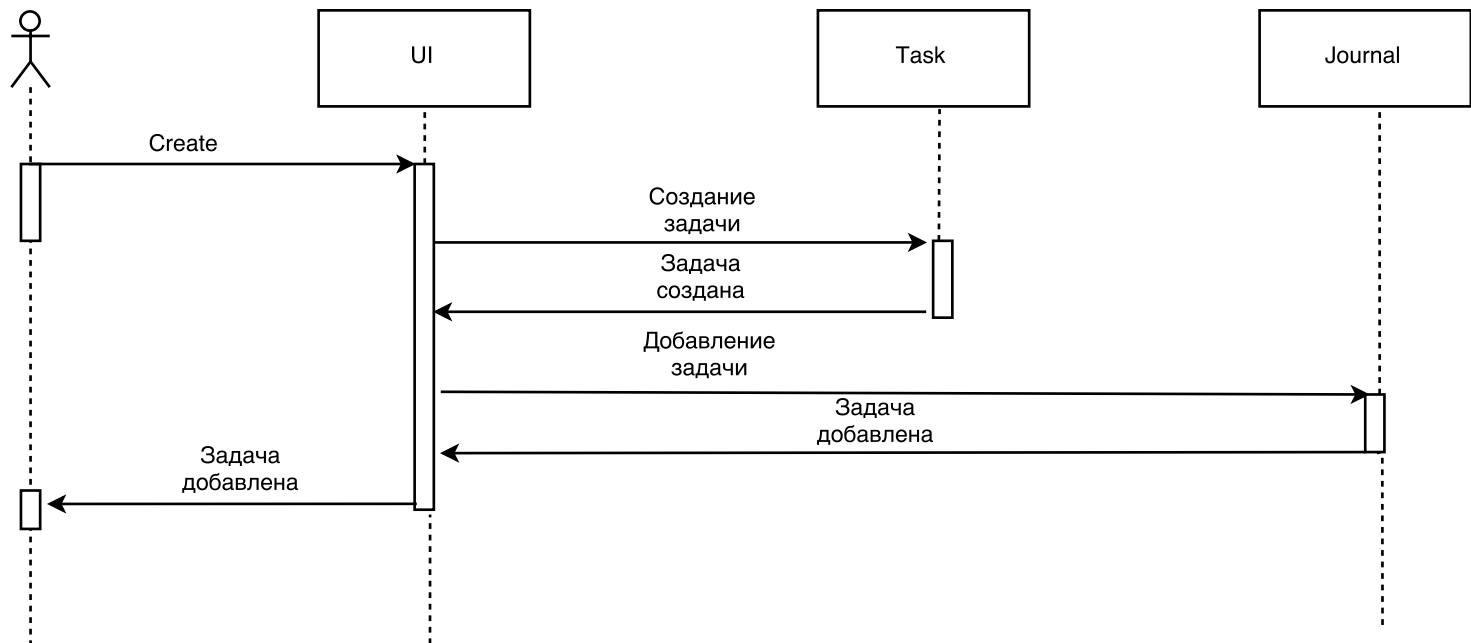 UI
Task
Journal
Create
Создание
задачи
Задача
создана
Добавление
задачи
Задача
добавлена
Задача
добавлена